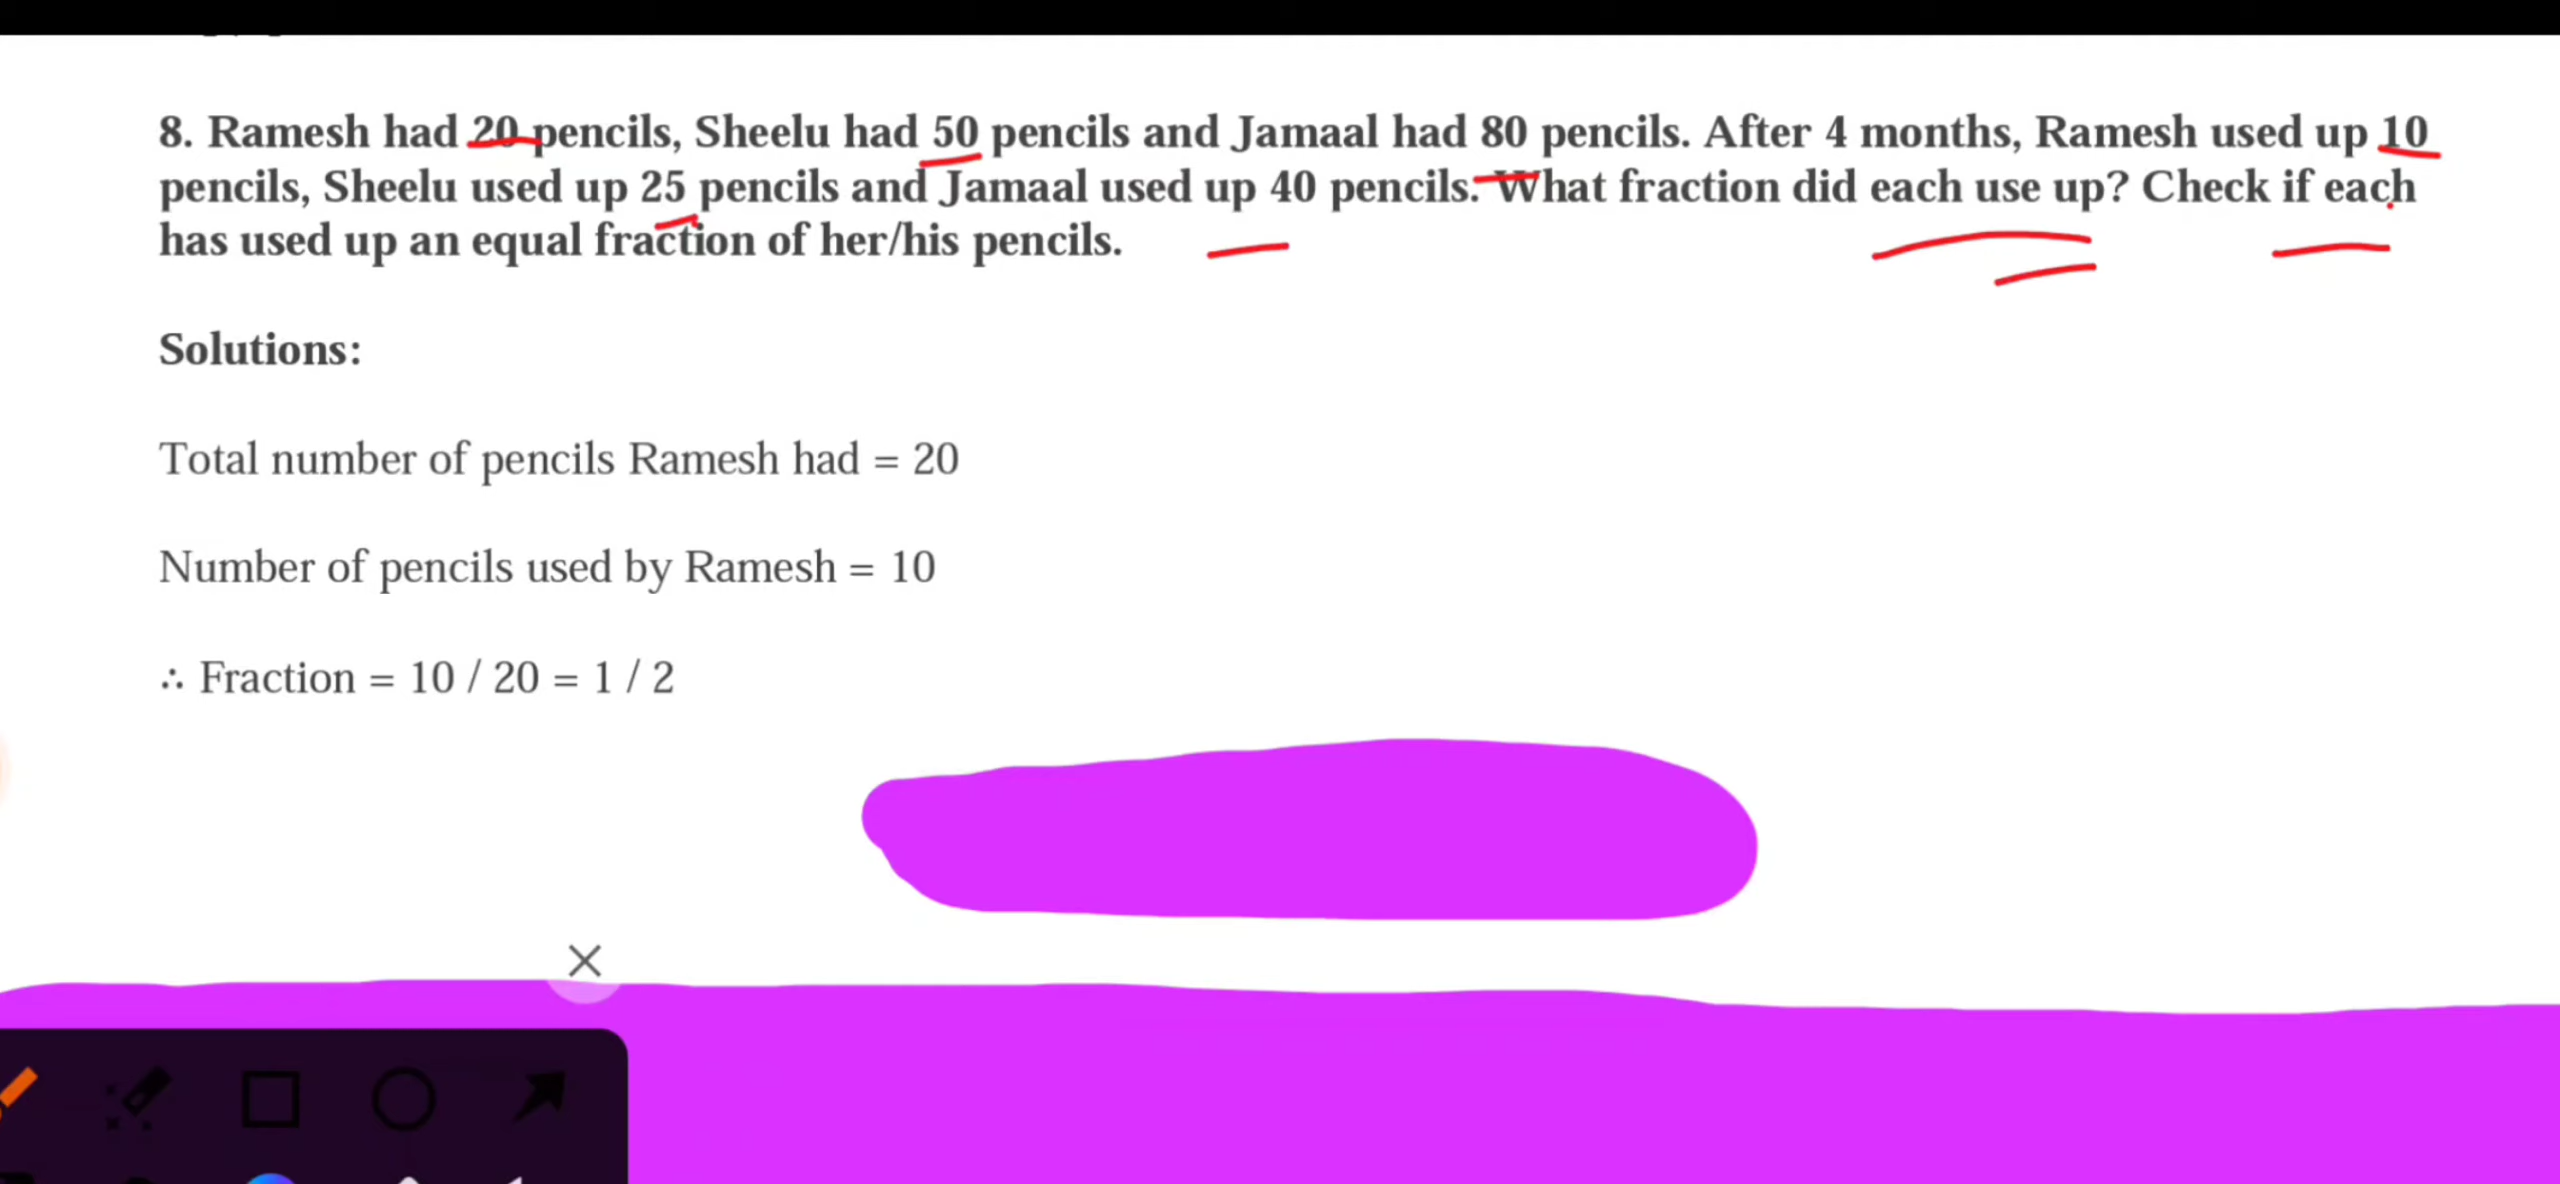 8. Ramesh had 20 pencils, Sheelu had 50 pencils and Jamaal had 80 pencils. After 4 months, Ramesh used up 10
pencils, Sheelu used up 25 pencils and Jamaal used up 40 pencils. What fraction did each use up? Check if each
has used up an equal fraction of her/his pencils.
Solutions:
Total number of pencils Ramesh had = 20
Number of pencils used by Ramesh = 10
∴ Fraction = 10 / 20 = 1 / 2